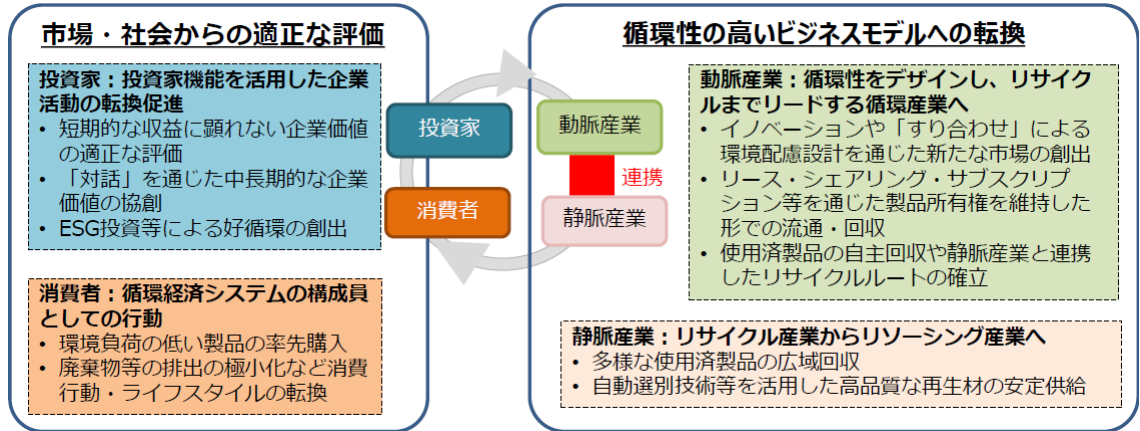 市場・社会からの適正な評価
投資家：投資家機能を活用した企業
活動の転換促進
• 短期的な収益に顕れない企業価値
の適正な評価
• 「対話」を通じた中長期的な企業
価値の協創
• ESG投資等による好循環の創出
消費者：循環経済システムの構成員
としての行動
• 環境負荷の低い製品の率先購入
• 廃棄物等の排出の極小化など消費
行動・ライフスタイルの転換
投資家
消費者
動脈産業
連携
静脈産業
循環性の高いビジネスモデルへの転換
動脈産業：循環性をデザインし、リサイク
ルまでリードする循環産業へ
• イノベーションや「すり合わせ」による
環境配慮設計を通じた新たな市場の創出
• リース・シェアリング・サブスクリプ
ション等を通じた製品所有権を維持した
形での流通・回収
• 使用済製品の自主回収や静脈産業と連携
したリサイクルルートの確立
静脈産業：リサイクル産業からリソーシング産業へ
• 多様な使用済製品の広域回収
• 自動選別技術等を活用した高品質な再生材の安定供給